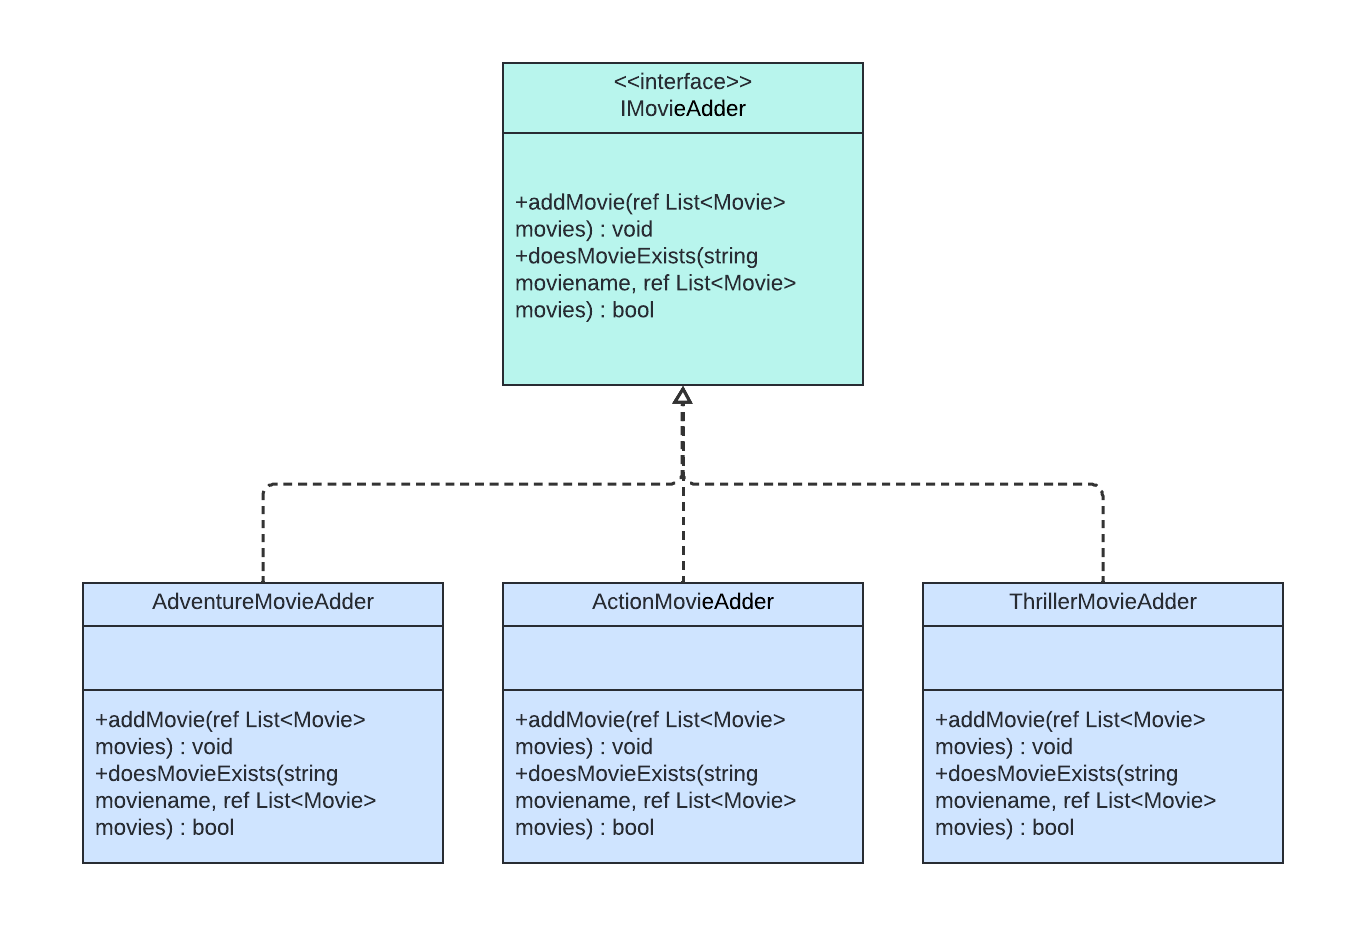 <<interface>>
IMovieAdder
+addMovie(ref List<Movie>
movies) : void
+doesMovieExists(string
moviename, ref List<Movie>
movies) : bool
AdventureMovieAdder
+addMovie(ref List<Movie>
movies) : void
+doesMovieExists(string
moviename, ref List<Movie>
movies) : bool
ActionMovieAdder
+addMovie(ref List<Movie>
movies) : void
+doesMovieExists(string
moviename, ref List<Movie>
movies) : bool
ThrillerMovieAdder
+addMovie(ref List<Movie>
movies) : void
+doesMovieExists(string
moviename, ref List<Movie>
movies) : bool